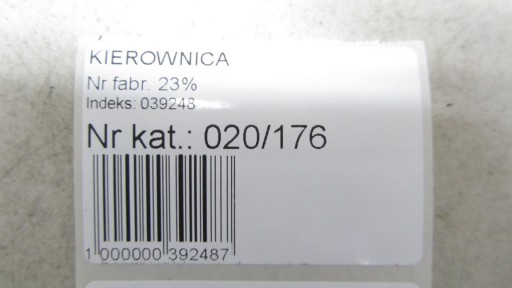 KIEROWNICA
Nr fabr. 23%
Indeks: 039248
Nr kat.: 020/176
1 000000 392487